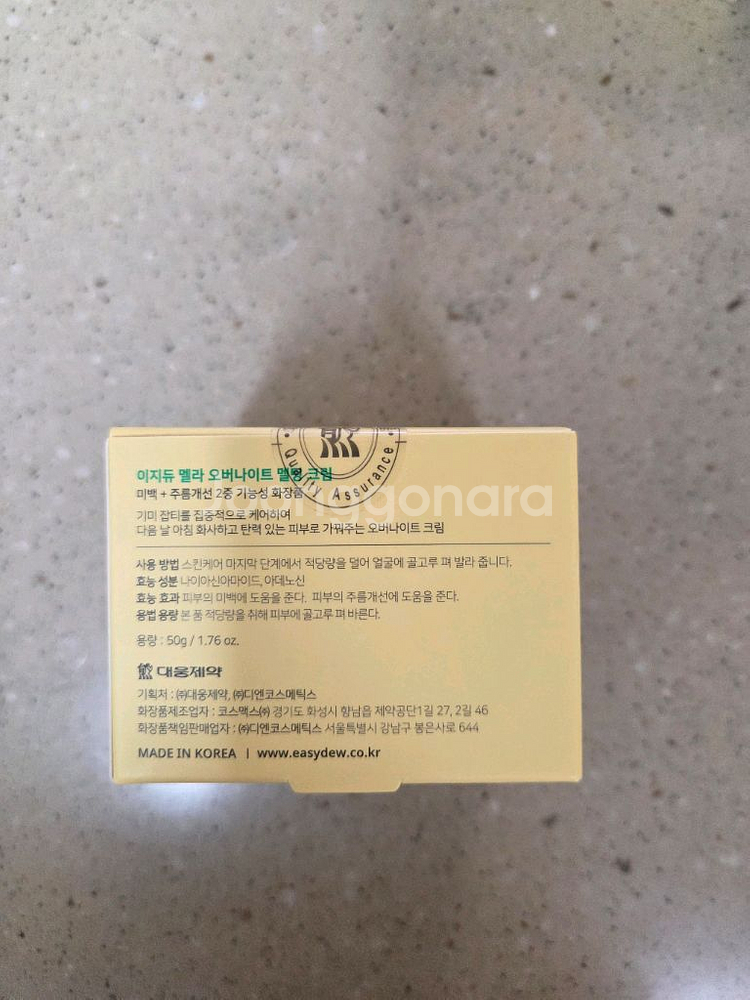 Quality Assurance
이지듀 멜라 오버나이트 멜팅 크림
미백 + 주름개선 2중 기능성 화장품
joonggonara
기미 잡티를 집중적으로 케어하여
다음 날 아침 화사하고 탄력 있는 피부로 가꿔주는 오버나이트 크림
사용 방법 스킨케어 마지막 단계에서 적당량을 덜어 얼굴에 골고루 펴 발라 줍니다.
효능 성분 나이아신아마이드, 아데노신
효능 효과 피부의 미백에 도움을 준다. 피부의 주름개선에 도움을 준다.
용법 용량 본 품 적당량을 취해 피부에 골고루 펴 바른다.
용량 : 50g / 1.76 oz.
대웅제약
기획처 : ㈜대웅제약, ㈜디엔코스메틱스
화장품제조업자 : 코스맥스㈜ 경기도 화성시 향남읍 제약공단1길 27, 2길 46
화장품책임판매업자 : ㈜디엔코스메틱스 서울특별시 강남구 봉은사로 644
MADE IN KOREA | www.easydew.co.kr